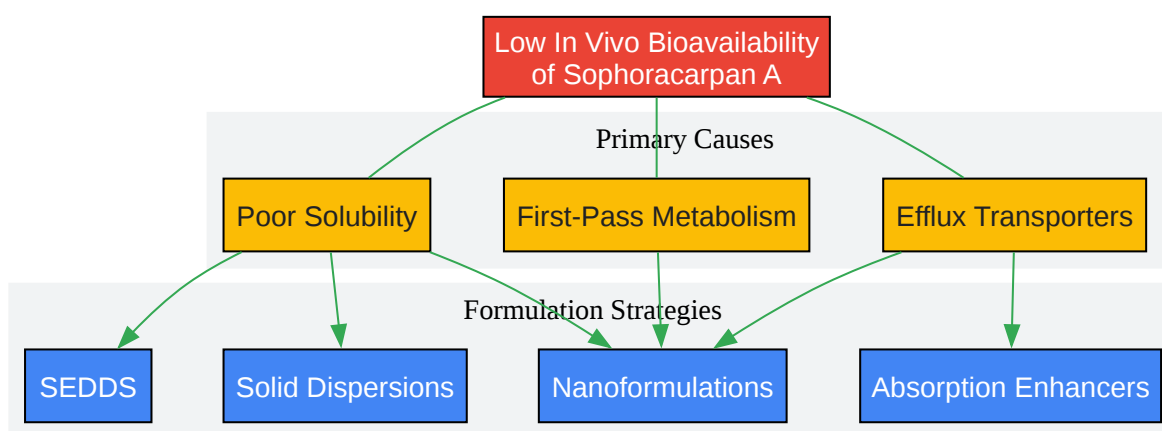 Low In Vivo Bioavailability
of Sophoracarpan A
Primary Causes
Poor Solubility
First-Pass Metabolism
Efflux Transporters
Formulation Strategies
SEDDS
Solid Dispersions
Nanoformulations
Absorption Enhancers